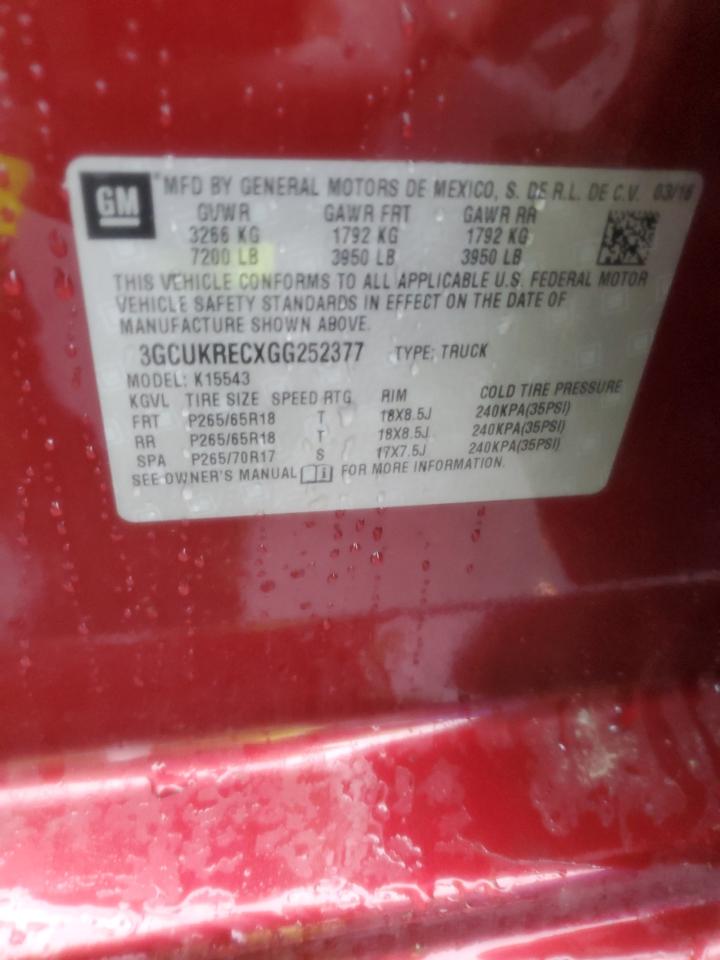 GM MFD BY GENERAL MOTORS DE MEXICO, S. DE R.L. DE C.V. 03/16
GVWR GAWR FRT GAWR RR
3266 KG 1792 KG 1792 KG
7200 LB 3950 LB 3950 LB
THIS VEHICLE CONFORMS TO ALL APPLICABLE U.S. FEDERAL MOTOR
VEHICLE SAFETY STANDARDS IN EFFECT ON THE DATE OF
MANUFACTURE SHOWN ABOVE.
3GCUKRECXGG252377 TYPE: TRUCK
MODEL: K15543
KGVL TIRE SIZE SPEED RTG RIM COLD TIRE PRESSURE
FRT P265/65R18 T 18X8.5J 240KPA(35PSI)
RR P265/65R18 T 18X8.5J 240KPA(35PSI)
SPA P265/70R17 S 17X7.5J 240KPA(35PSI)
SEE OWNER'S MANUAL FOR MORE INFORMATION.